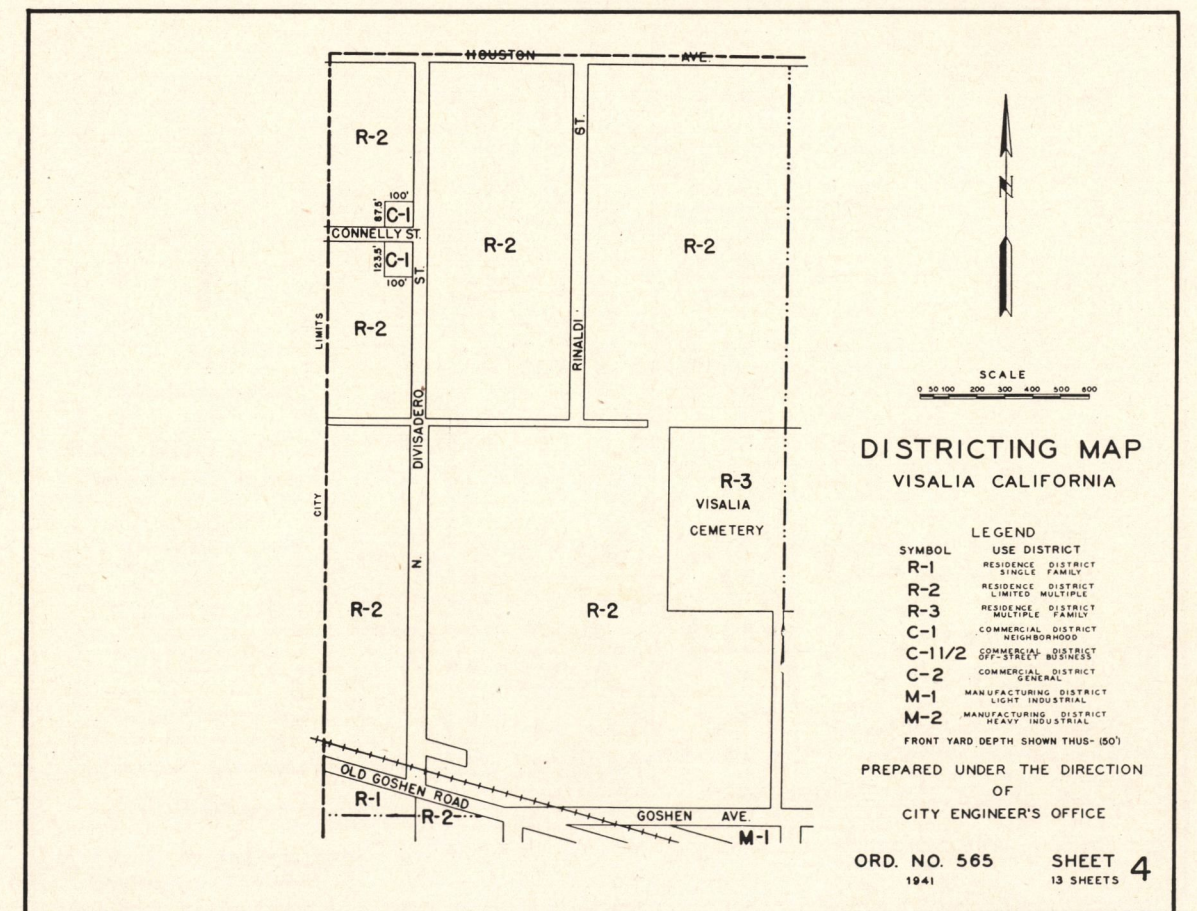 HOUSTON AVE.
R-2
ST.
100'
87.5'
C-1
CONNELLY ST.
C-1
123.5'
100'
ST.
R-2
R-2
R-2
LIMITS
RINALDI
N. DIVISADERO
R-3
VISALIA
CEMETERY
CITY
R-2
R-2
OLD GOSHEN ROAD
R-1
R-2
GOSHEN AVE.
M-1
N
SCALE
0 50 100 200 300 400 500 600
DISTRICTING MAP
VISALIA CALIFORNIA
LEGEND
SYMBOL USE DISTRICT
R-1 RESIDENCE DISTRICT
SINGLE FAMILY
R-2 RESIDENCE DISTRICT
LIMITED MULTIPLE
R-3 RESIDENCE DISTRICT
MULTIPLE FAMILY
C-1 COMMERCIAL DISTRICT
NEIGHBORHOOD
C-11/2 COMMERCIAL DISTRICT
OFF-STREET BUSINESS
C-2 COMMERCIAL DISTRICT
GENERAL
M-1 MANUFACTURING DISTRICT
LIGHT INDUSTRIAL
M-2 MANUFACTURING DISTRICT
HEAVY INDUSTRIAL
FRONT YARD DEPTH SHOWN THUS- (50')
PREPARED UNDER THE DIRECTION
OF
CITY ENGINEER'S OFFICE
ORD. NO. 565
1941
SHEET 4
13 SHEETS